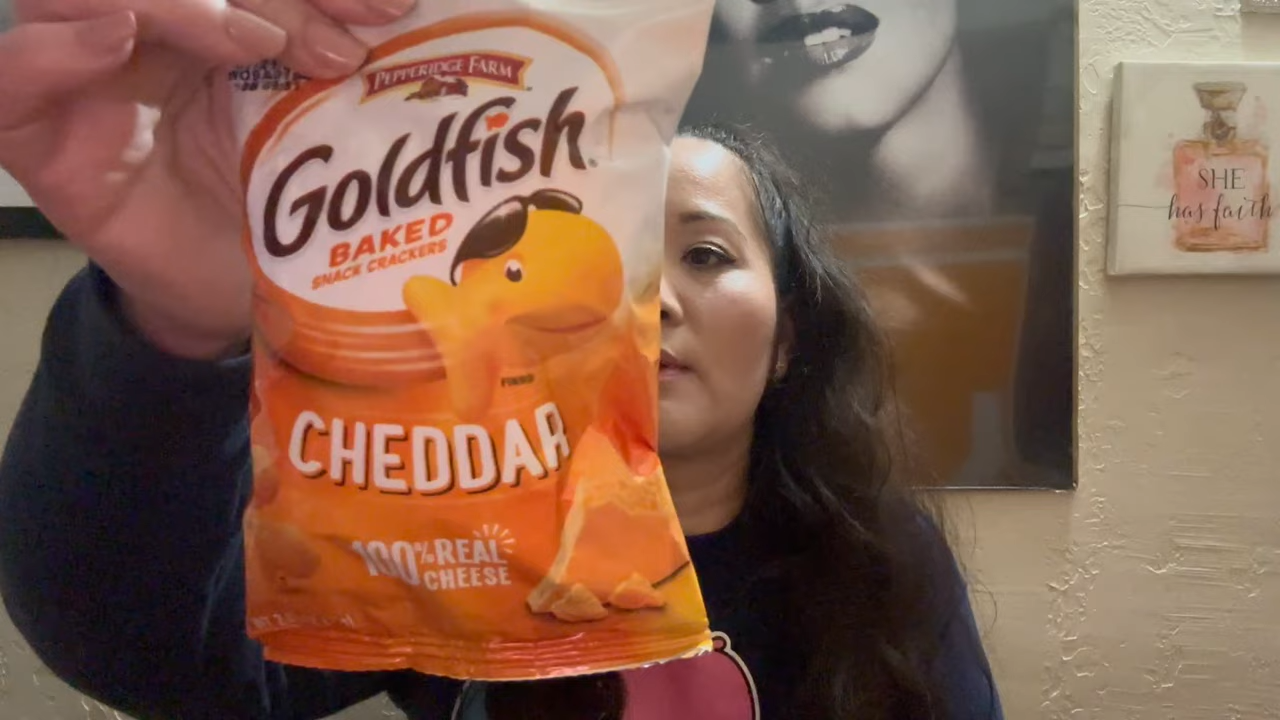 PEPPERIDGE FARM
Goldfish
BAKED
SNACK CRACKERS
CHEDDAR
100% REAL
CHEESE
SHE
has faith